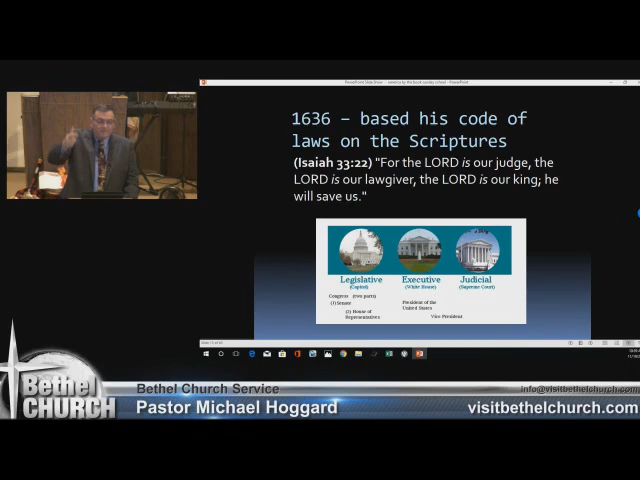 1636 – based his code of
laws on the Scriptures
(Isaiah 33:22) "For the LORD is our judge, the
LORD is our lawgiver, the LORD is our king; he
will save us."
Legislative
(Capitol)
Executive
(White House)
Judicial
(Supreme Court)
Congress (two parts)
(1) Senate
(2) House of
Representatives
President of the
United States
Vice President
Bethel
CHURCH
Bethel Church Service
Pastor Michael Hoggard
info@visitbethelchurch.com
visitbethelchurch.com